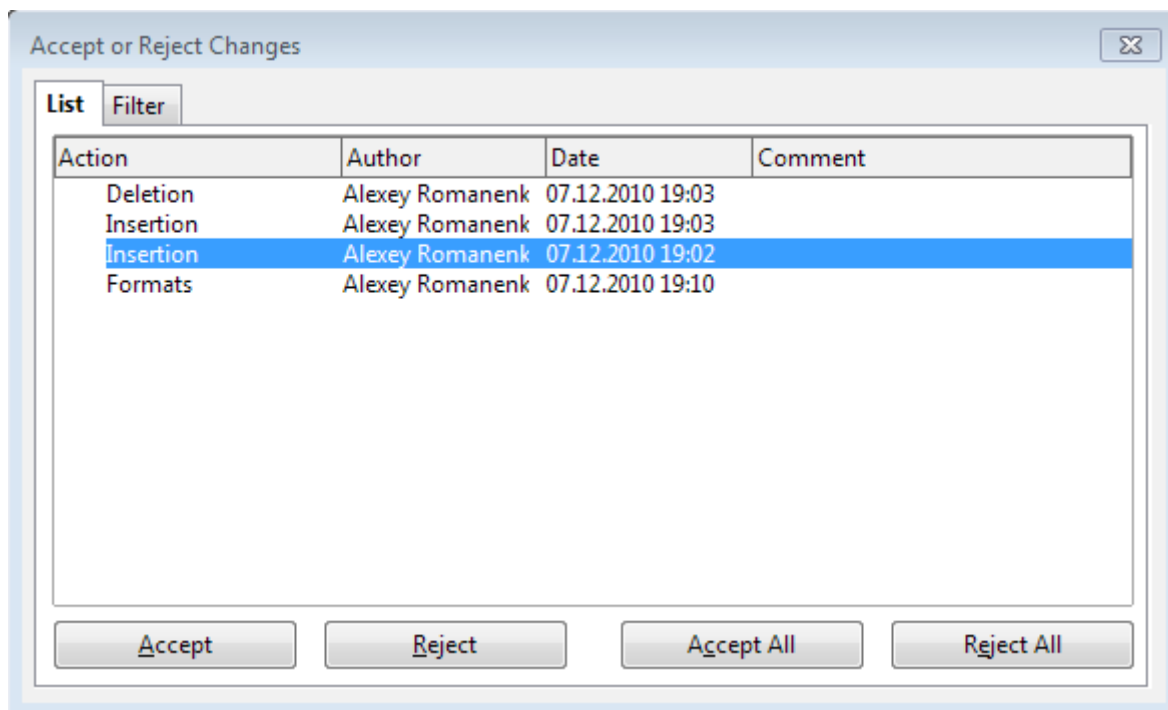 Accept or Reject Changes
List Filter
Action Author Date Comment
Deletion Alexey Romanenk 07.12.2010 19:03
Insertion Alexey Romanenk 07.12.2010 19:03
Insertion Alexey Romanenk 07.12.2010 19:02
Formats Alexey Romanenk 07.12.2010 19:10
Accept Reject Accept All Reject All